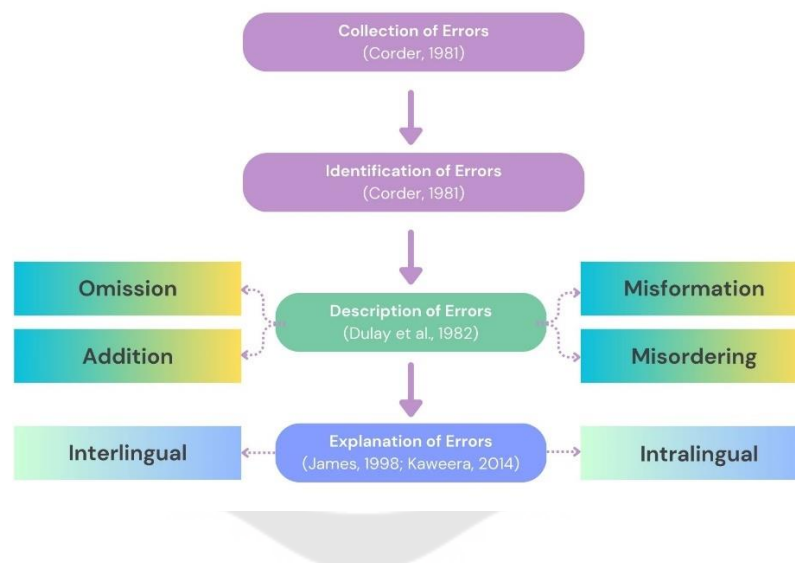 Collection of Errors
(Corder, 1981)
Identification of Errors
(Corder, 1981)
Omission
Addition
Description of Errors
(Dulay et al., 1982)
Misformation
Misordering
Interlingual
Explanation of Errors
(James, 1998; Kaweera, 2014)
Intralingual